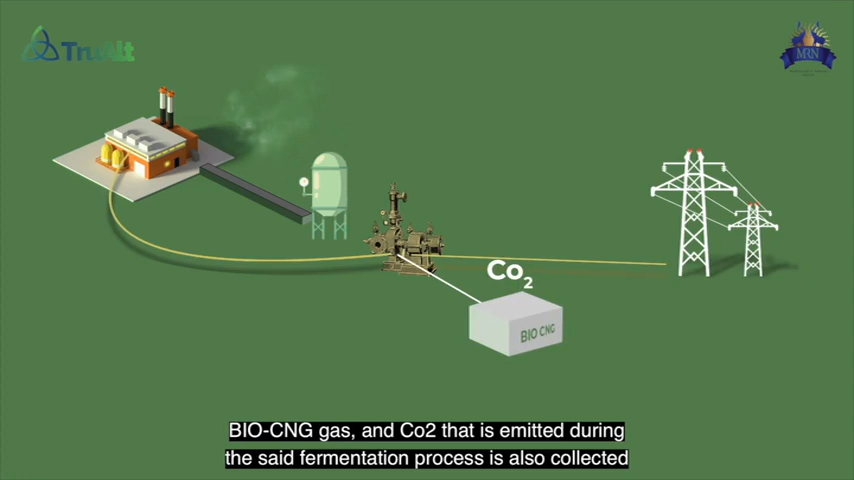 TruAlt
MRN
Co2
BIO CNG
BIO-CNG gas, and Co2 that is emitted during
the said fermentation process is also collected